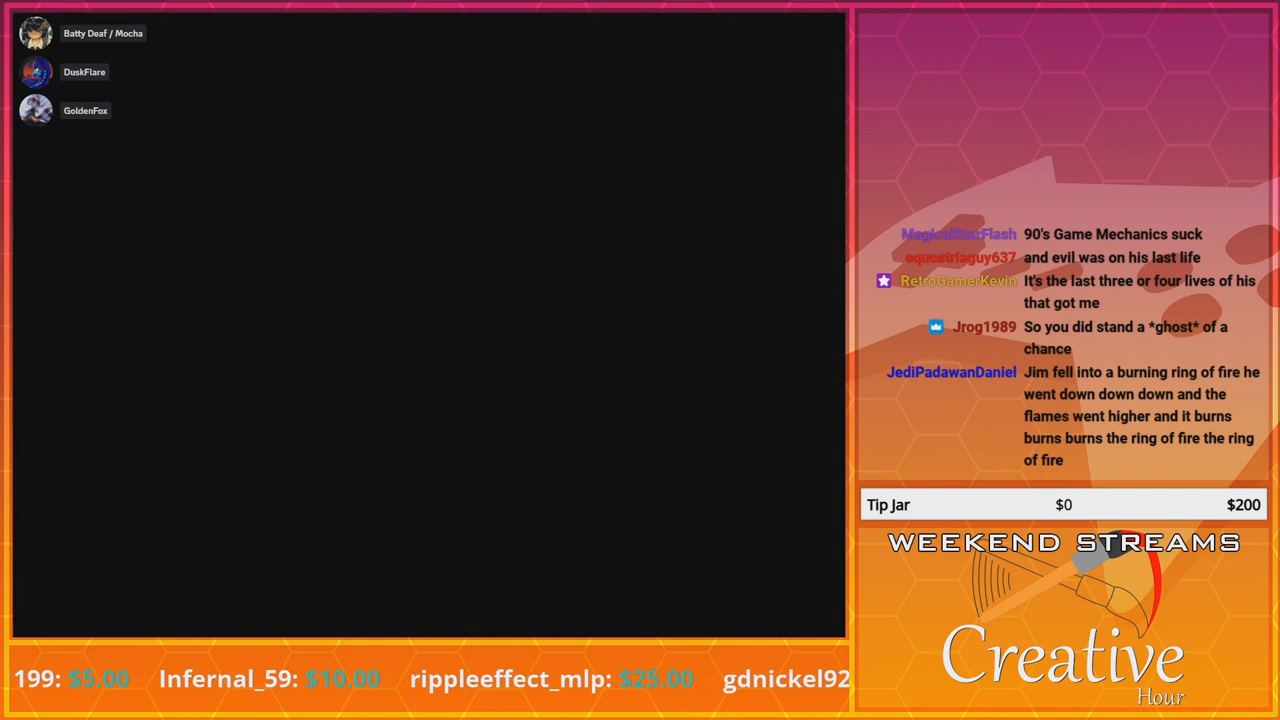 Batty Deaf / Mocha
DuskFlare
GoldenFox
MagicalStarFlash 90's Game Mechanics suck
equestriaguy637 and evil was on his last life
RetroGamerKevin It's the last three or four lives of his
that got me
Jrog1989 So you did stand a *ghost* of a
chance
JediPadawanDaniel Jim fell into a burning ring of fire he
went down down down and the
flames went higher and it burns
burns burns the ring of fire the ring
of fire
Tip Jar $0 $200
WEEKEND STREAMS
Creative
Hour
199: $5.00 Infernal_59: $10.00 rippleeffect_mlp: $25.00 gdnickel92